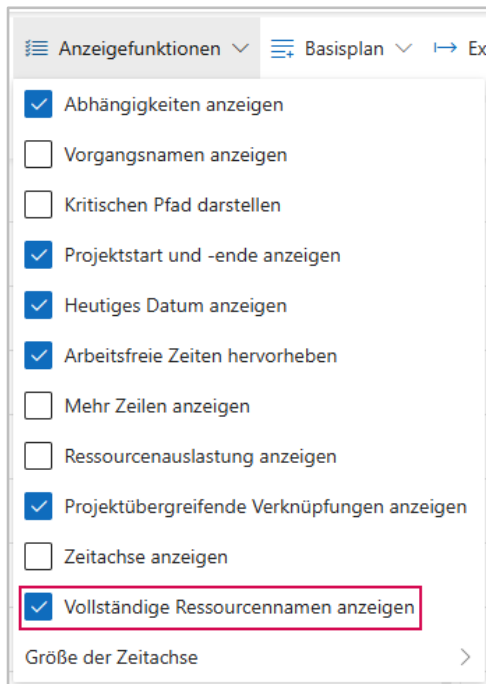 Anzeigefunktionen Basisplan Ex
Abhängigkeiten anzeigen
Vorgangsnamen anzeigen
Kritischen Pfad darstellen
Projektstart und -ende anzeigen
Heutiges Datum anzeigen
Arbeitsfreie Zeiten hervorheben
Mehr Zeilen anzeigen
Ressourcenauslastung anzeigen
Projektübergreifende Verknüpfungen anzeigen
Zeitachse anzeigen
Vollständige Ressourcennamen anzeigen
Größe der Zeitachse